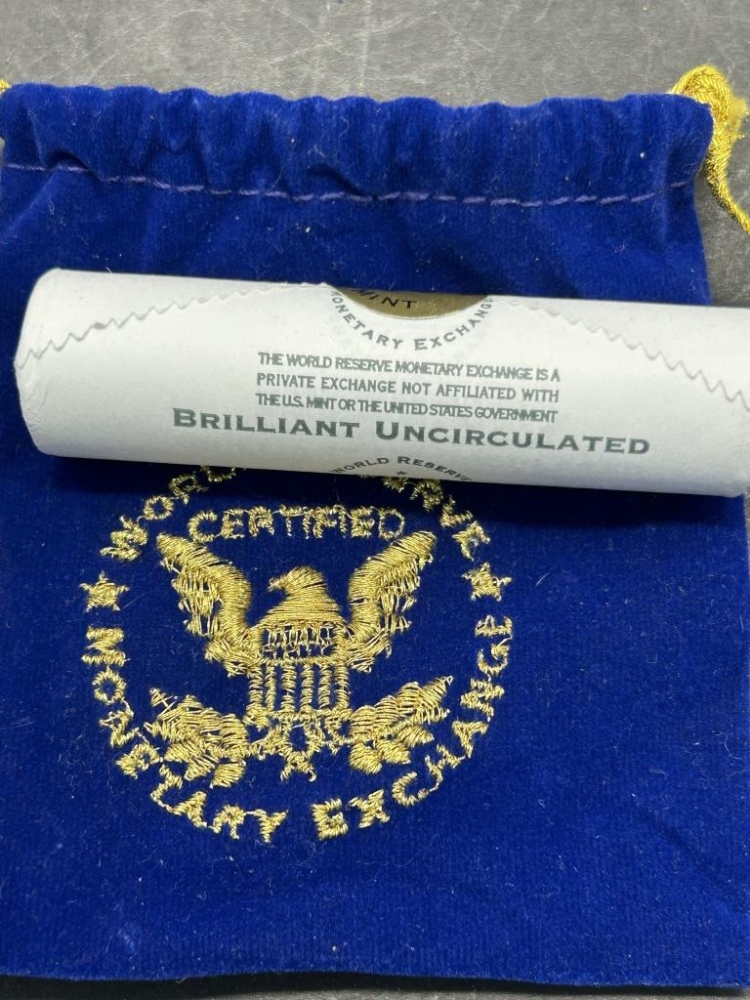 MINT
MONETARY EXCHANGE
THE WORLD RESERVE MONETARY EXCHANGE IS A
PRIVATE EXCHANGE NOT AFFILIATED WITH
THE U.S. MINT OR THE UNITED STATES GOVERNMENT
BRILLIANT UNCIRCULATED
WORLD RESERVE
CERTIFIED
MONETARY EXCHANGE